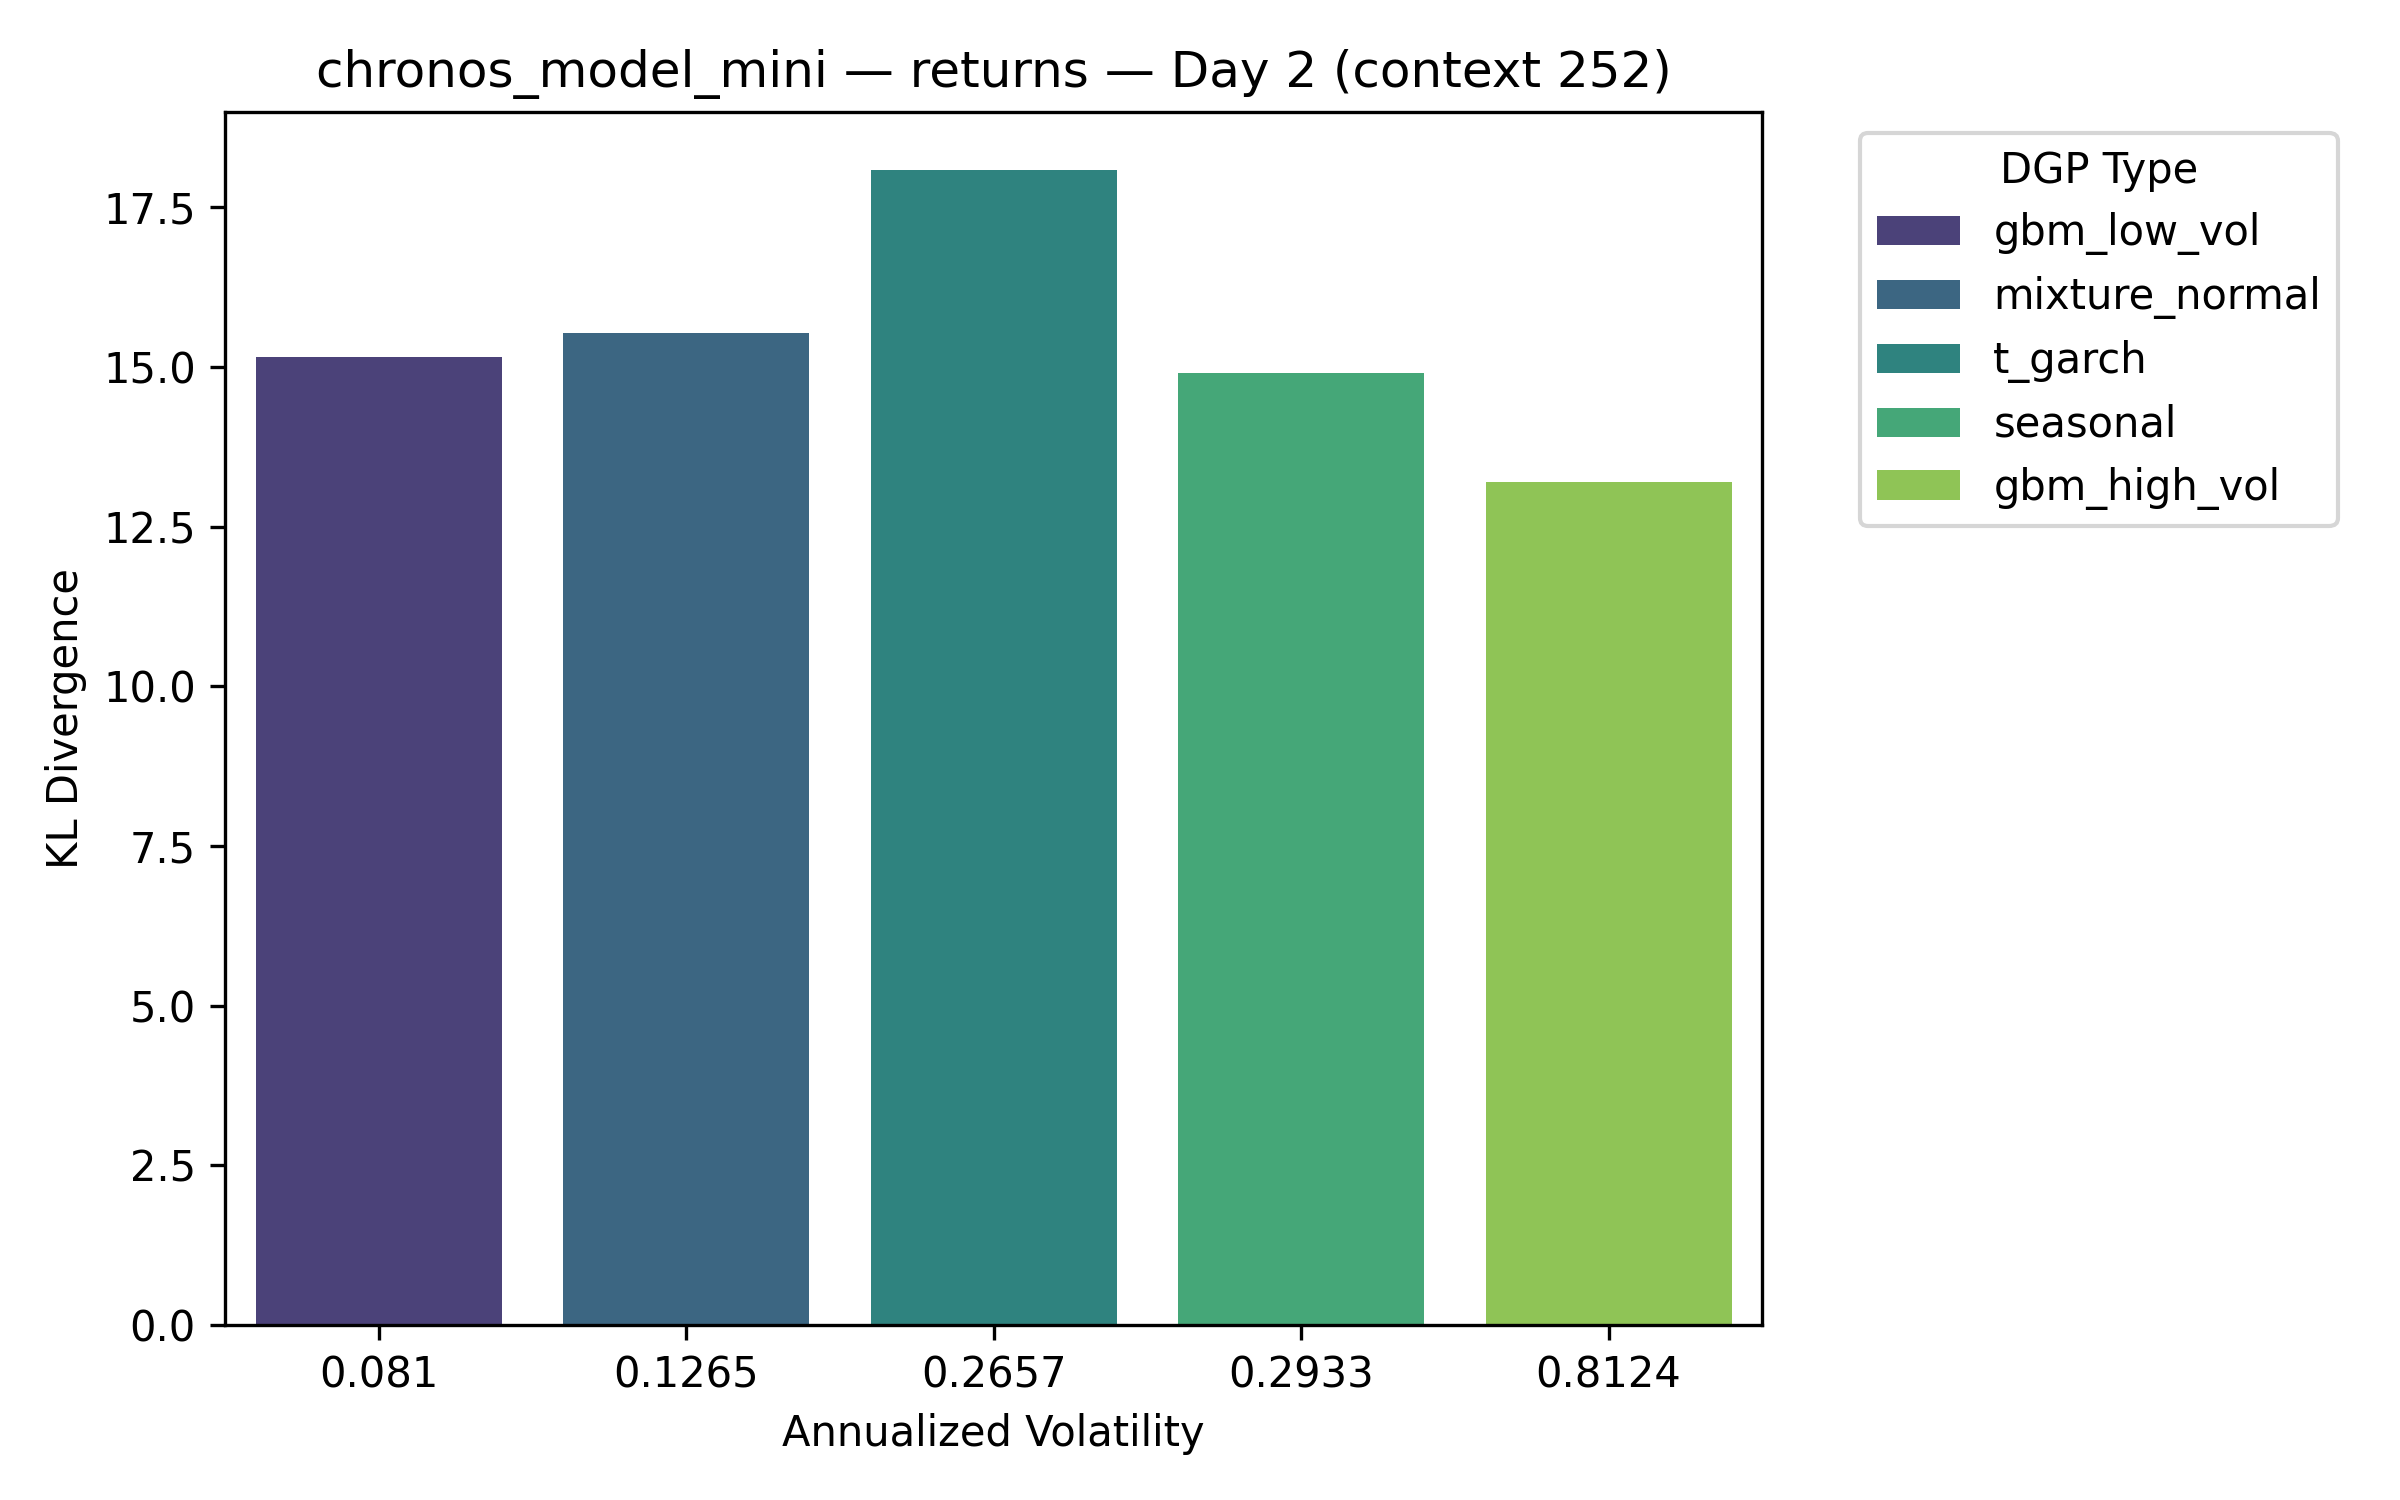 chronos_model_mini — returns — Day 2 (context 252)
KL Divergence
17.5
15.0
12.5
10.0
7.5
5.0
2.5
0.0
0.081 0.1265 0.2657 0.2933 0.8124
Annualized Volatility
DGP Type
gbm_low_vol
mixture_normal
t_garch
seasonal
gbm_high_vol